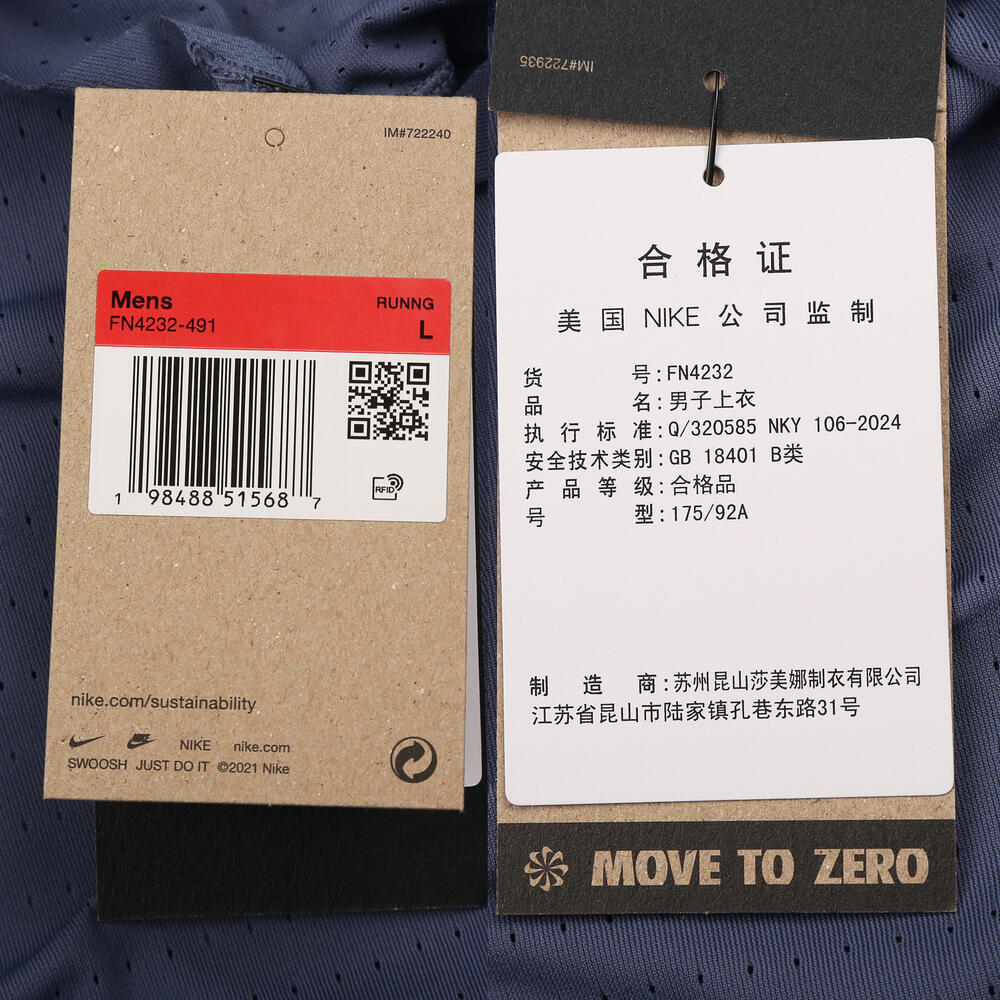 IM#722240
Mens
RUNNG
FN4232-491
L
1 98488 51568 7
RFID
nike.com/sustainability
NIKE nike.com
SWOOSH JUST DO IT ©2021 Nike
IM#722935
合格证
美国 NIKE 公司监制
货号:FN4232
品名:男子上衣
执行标准:Q/320585 NKY 106-2024
安全技术类别:GB 18401 B类
产品等级:合格品
号型:175/92A
制造商:苏州昆山莎美娜制衣有限公司
江苏省昆山市陆家镇孔巷东路31号
MOVE TO ZERO